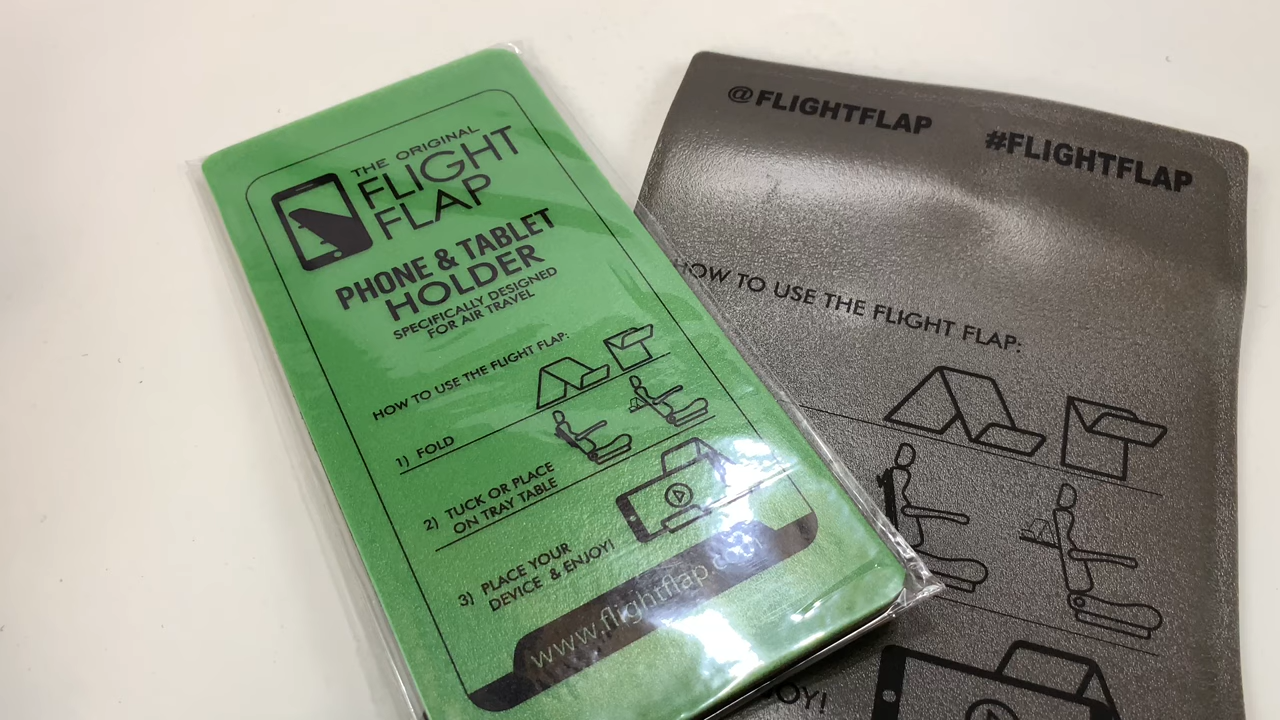 THE ORIGINAL
FLIGHT
FLAP
PHONE & TABLET
HOLDER
SPECIFICALLY DESIGNED
FOR AIR TRAVEL
HOW TO USE THE FLIGHT FLAP:
1) FOLD
2) TUCK OR PLACE
ON TRAY TABLE
3) PLACE YOUR
DEVICE & ENJOY!
www.flightflap.com
@FLIGHTFLAP
#FLIGHTFLAP
HOW TO USE THE FLIGHT FLAP: